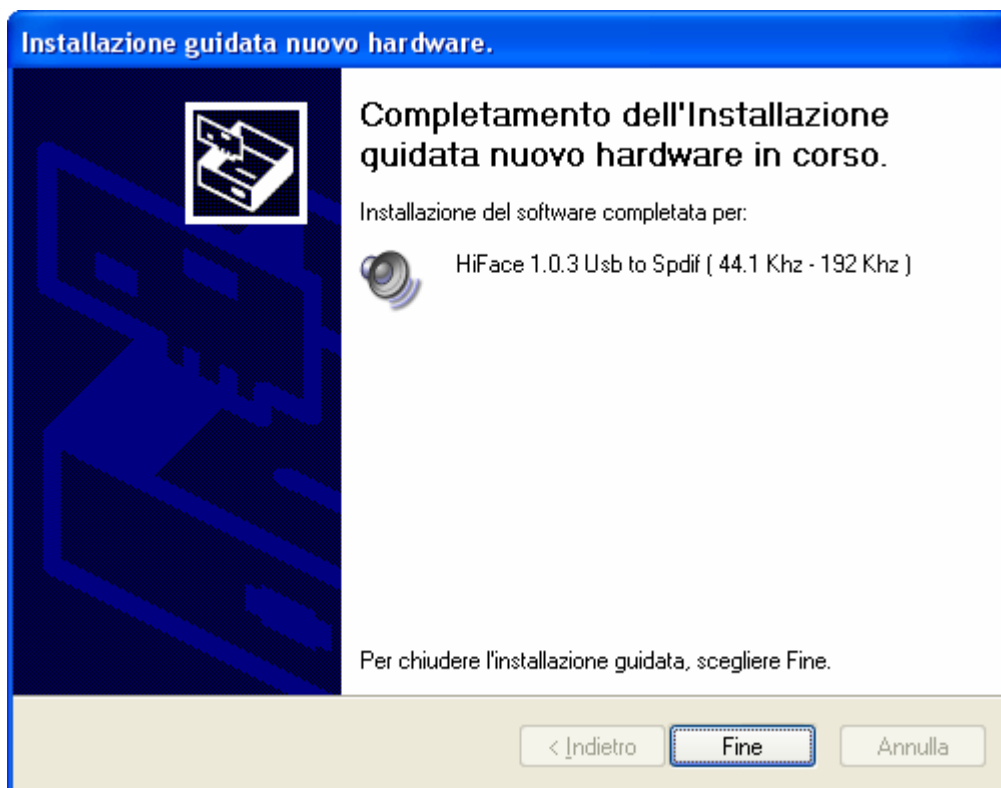 Installazione guidata nuovo hardware.
Completamento dell'Installazione
guidata nuovo hardware in corso.
Installazione del software completata per:
HiFace 1.0.3 Usb to Spdif ( 44.1 Khz - 192 Khz )
Per chiudere l'installazione guidata, scegliere Fine.
< Indietro Fine Annulla